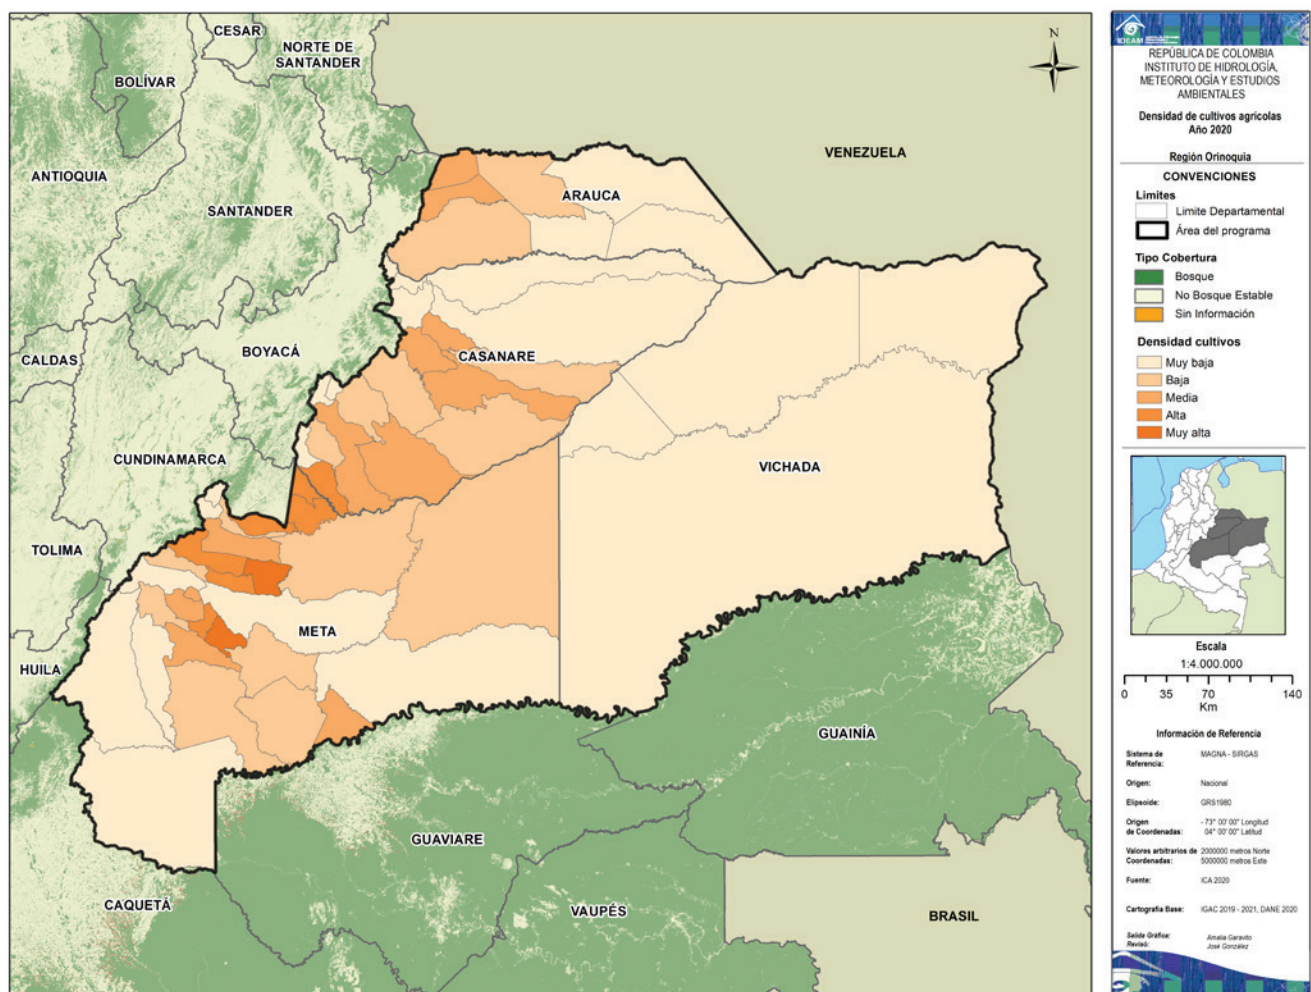 CESAR
NORTE DE
SANTANDER
BOLÍVAR
N
VENEZUELA
ANTIOQUIA
ARAUCA
SANTANDER
BOYACÁ
CALDAS
CASANARE
CUNDINAMARCA
VICHADA
TOLIMA
META
HUILA
GUAINÍA
GUAVIARE
CAQUETÁ
VAUPÉS
BRASIL
IDEAM
REPÚBLICA DE COLOMBIA
INSTITUTO DE HIDROLOGÍA,
METEOROLOGÍA Y ESTUDIOS
AMBIENTALES
Densidad de cultivos agrícolas
Año 2020
Región Orinoquia
CONVENCIONES
Limites
Limite Departamental
Área del programa
Tipo Cobertura
Bosque
No Bosque Estable
Sin Información
Densidad cultivos
Muy baja
Baja
Media
Alta
Muy alta
Escala
1:4.000.000
0 35 70 140
Km
Información de Referencia
Sistema de Referencia: MAGNA - SIRGAS
Origen: Nacional
Elipsoide: GRS1980
Origen de Coordenadas: - 73° 00' 00" Longitud
04° 00' 00" Latitud
Valores arbitrarios de Coordenadas: 2000000 metros Norte
5000000 metros Este
Fuente: ICA 2020
Cartografía Base: IGAC 2019 - 2021, DANE 2020
Salida Gráfica: Amalia Garavito
Revisó: José González